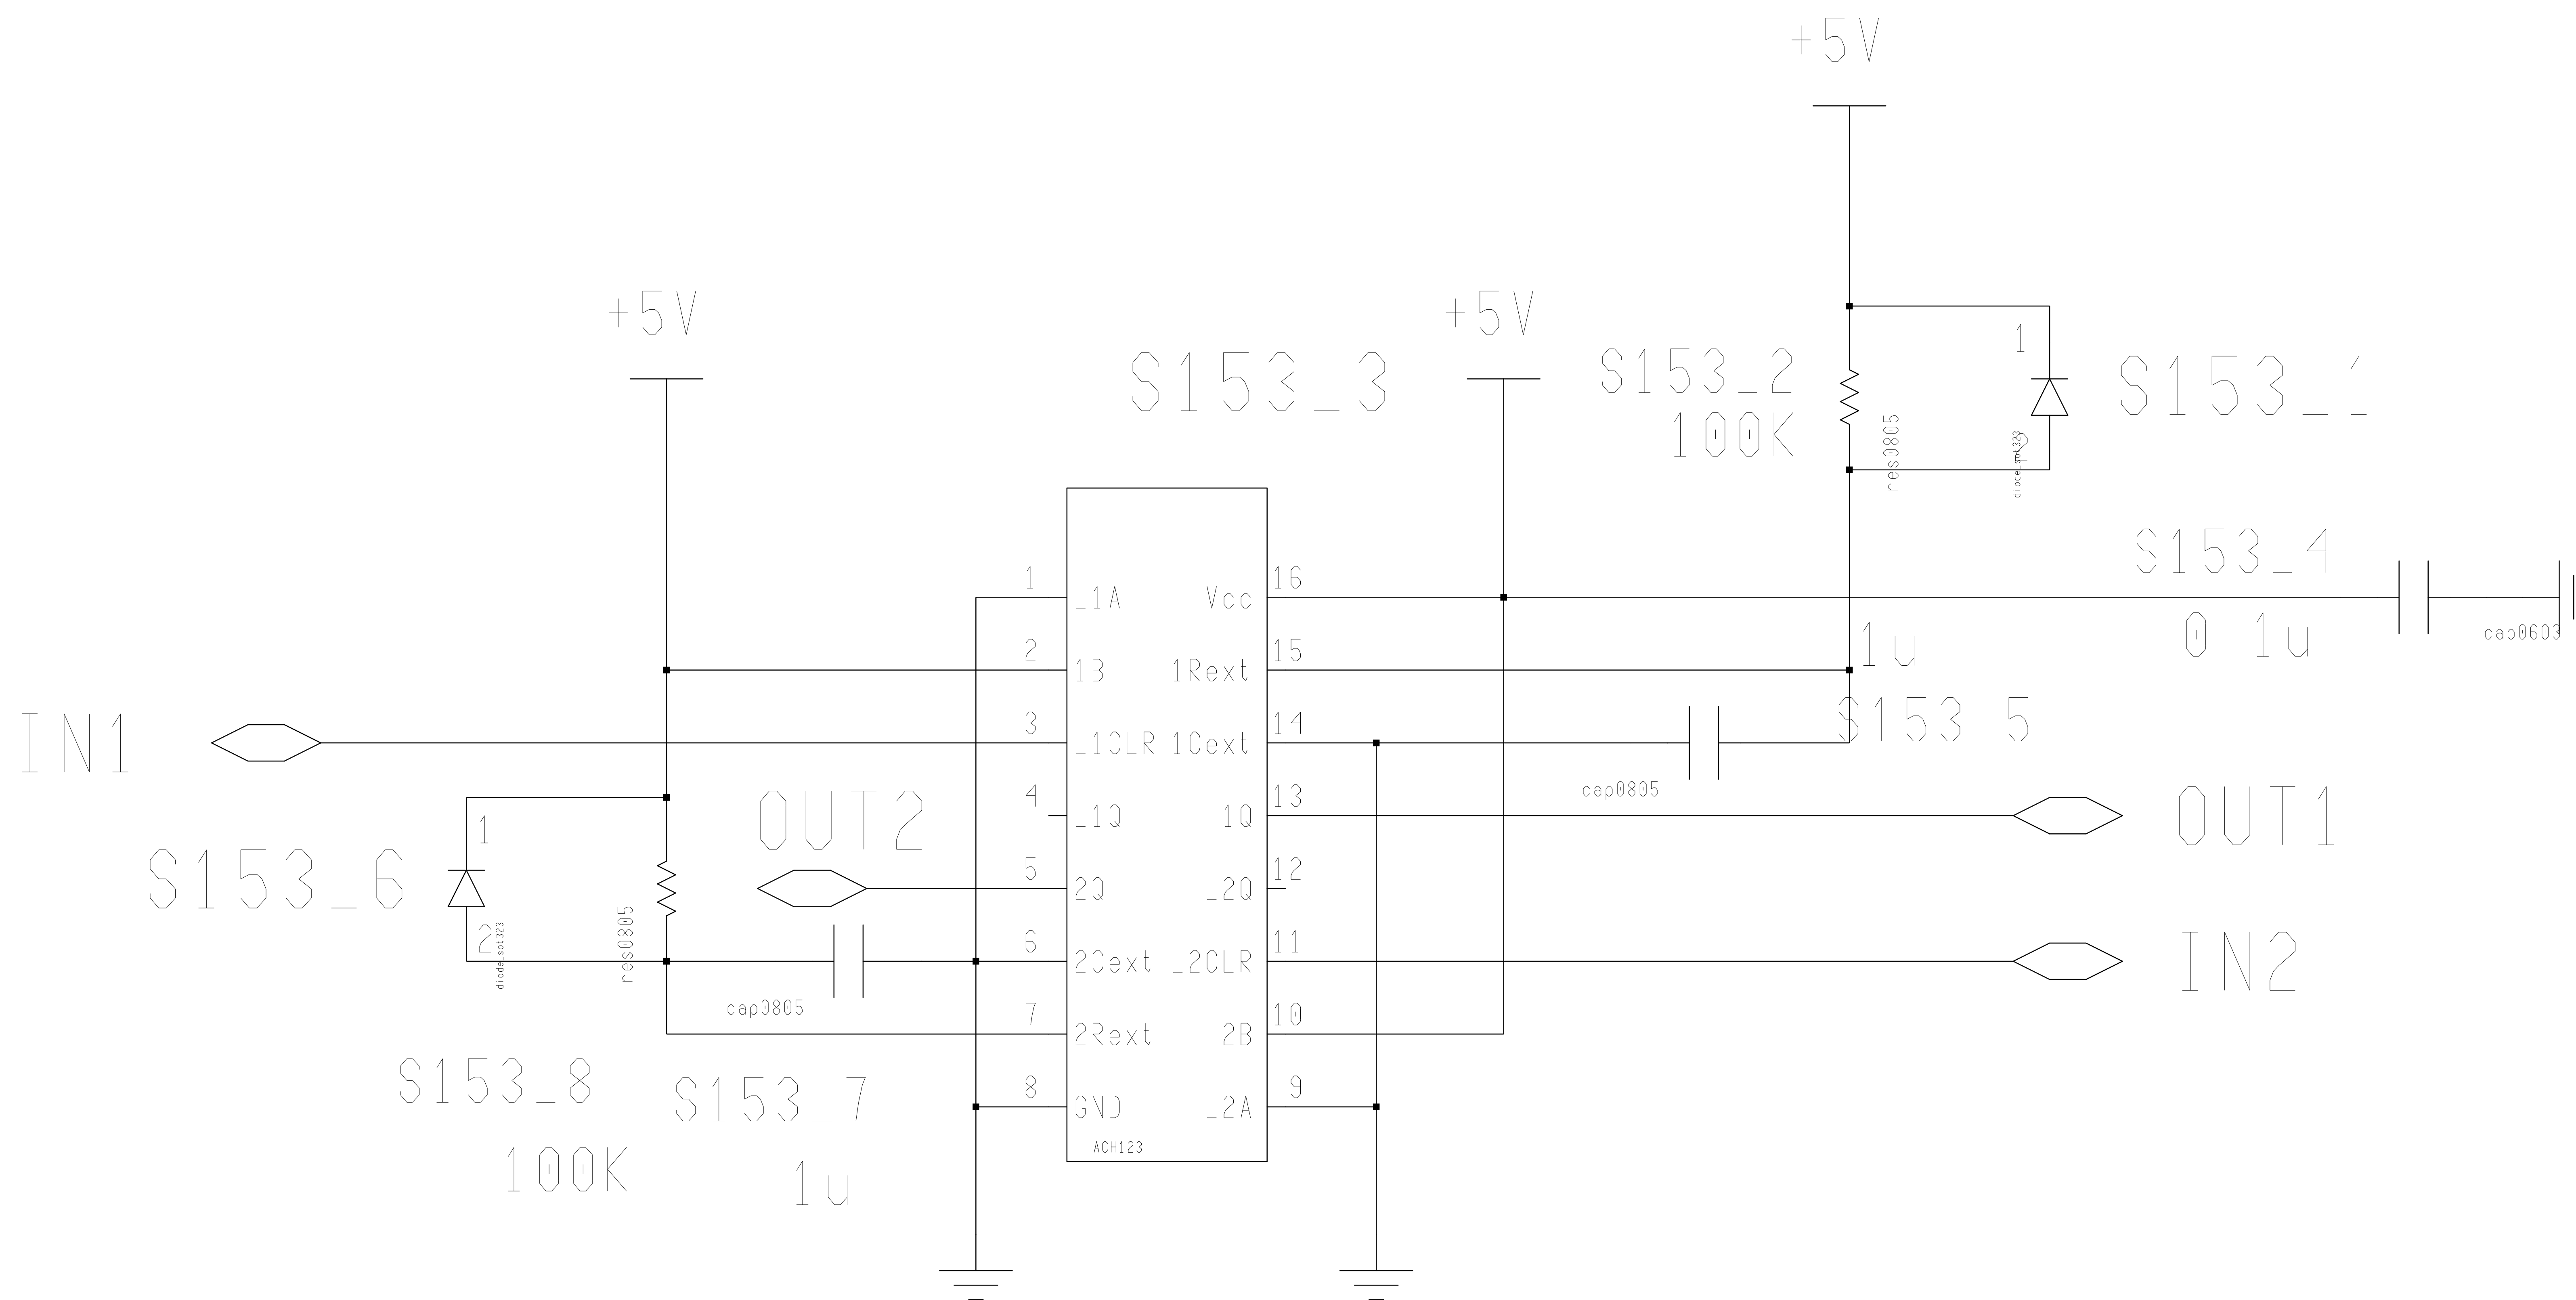 +5V
+5V
+5V
S153_3
S153_2
100K
res0805
1
2
diode_sot323
S153_1
S153_4
0.1u
cap0603
1 _1A
2 1B
3 _1CLR
4 _1Q
5 2Q
6 2Cext
7 2Rext
8 GND
Vcc 16
1Rext 15
1Cext 14
1Q 13
_2Q 12
_2CLR 11
2B 10
_2A 9
ACH123
1u
S153_5
cap0805
IN1
OUT2
OUT1
IN2
S153_6
1
2
diode_sot323
res0805
cap0805
S153_8
100K
S153_7
1u